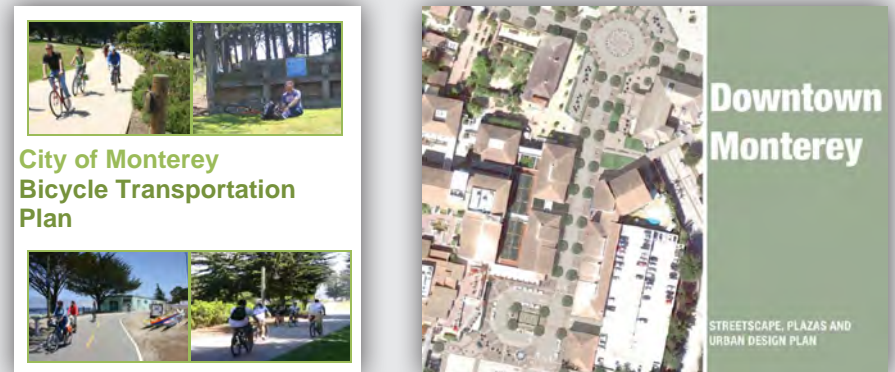 City of Monterey
Bicycle Transportation
Plan
Downtown
Monterey
STREETSCAPE, PLAZAS AND
URBAN DESIGN PLAN